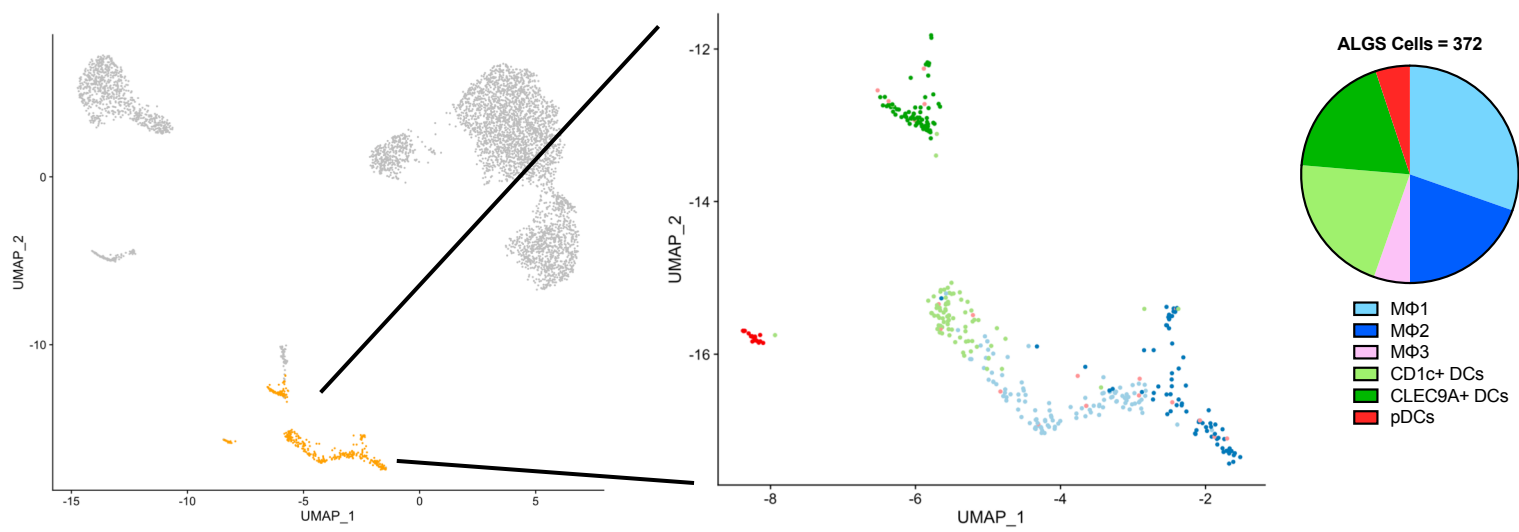 0
-10
UMAP_2
-15
-10
-5
0
5
UMAP_1
-12
-14
-16
UMAP_2
-8
-6
-4
-2
UMAP_1
ALGS Cells = 372
MΦ1
MΦ2
MΦ3
CD1c+ DCs
CLEC9A+ DCs
pDCs